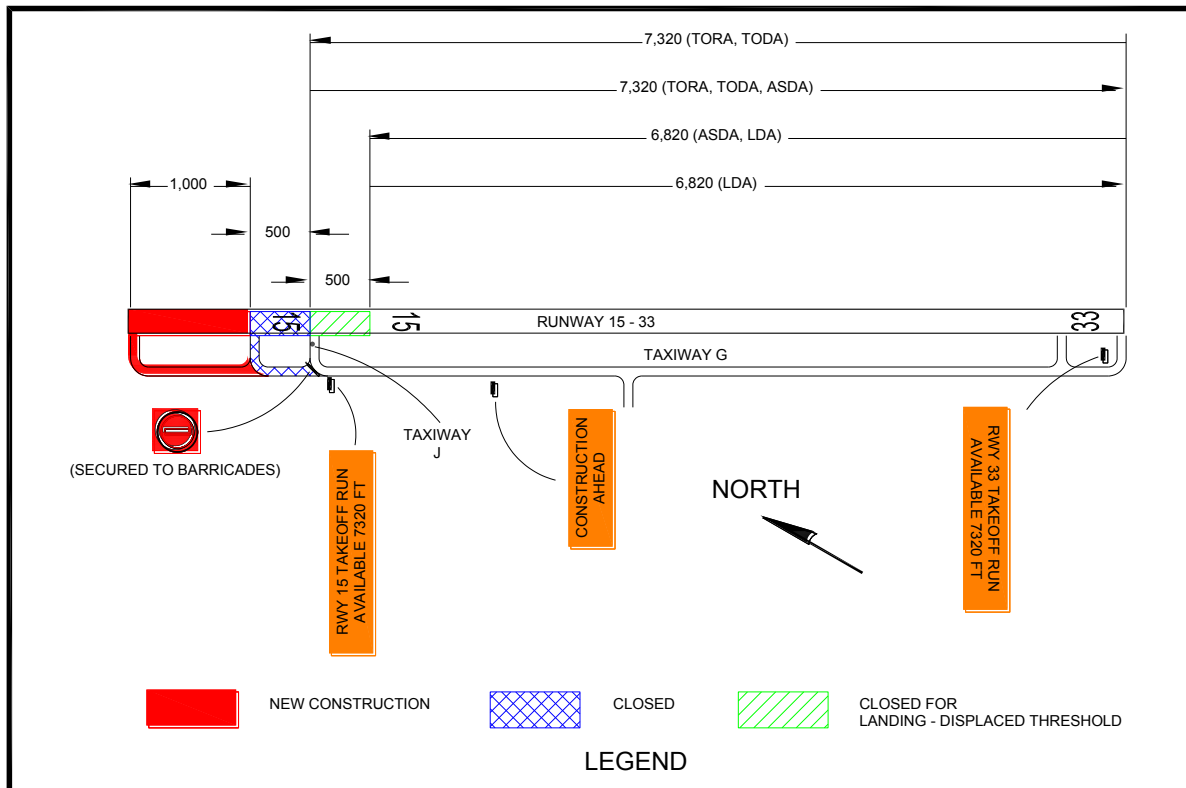 7,320 (TORA, TODA)
7,320 (TORA, TODA, ASDA)
6,820 (ASDA, LDA)
1,000
6,820 (LDA)
500
500
15
15
RUNWAY 15 - 33
33
TAXIWAY G
TAXIWAY
J
(SECURED TO BARRICADES)
RWY 15 TAKEOFF RUN
AVAILABLE 7320 FT
CONSTRUCTION
AHEAD
NORTH
RWY 33 TAKEOFF RUN
AVAILABLE 7320 FT
NEW CONSTRUCTION
CLOSED
CLOSED FOR
LANDING - DISPLACED THRESHOLD
LEGEND